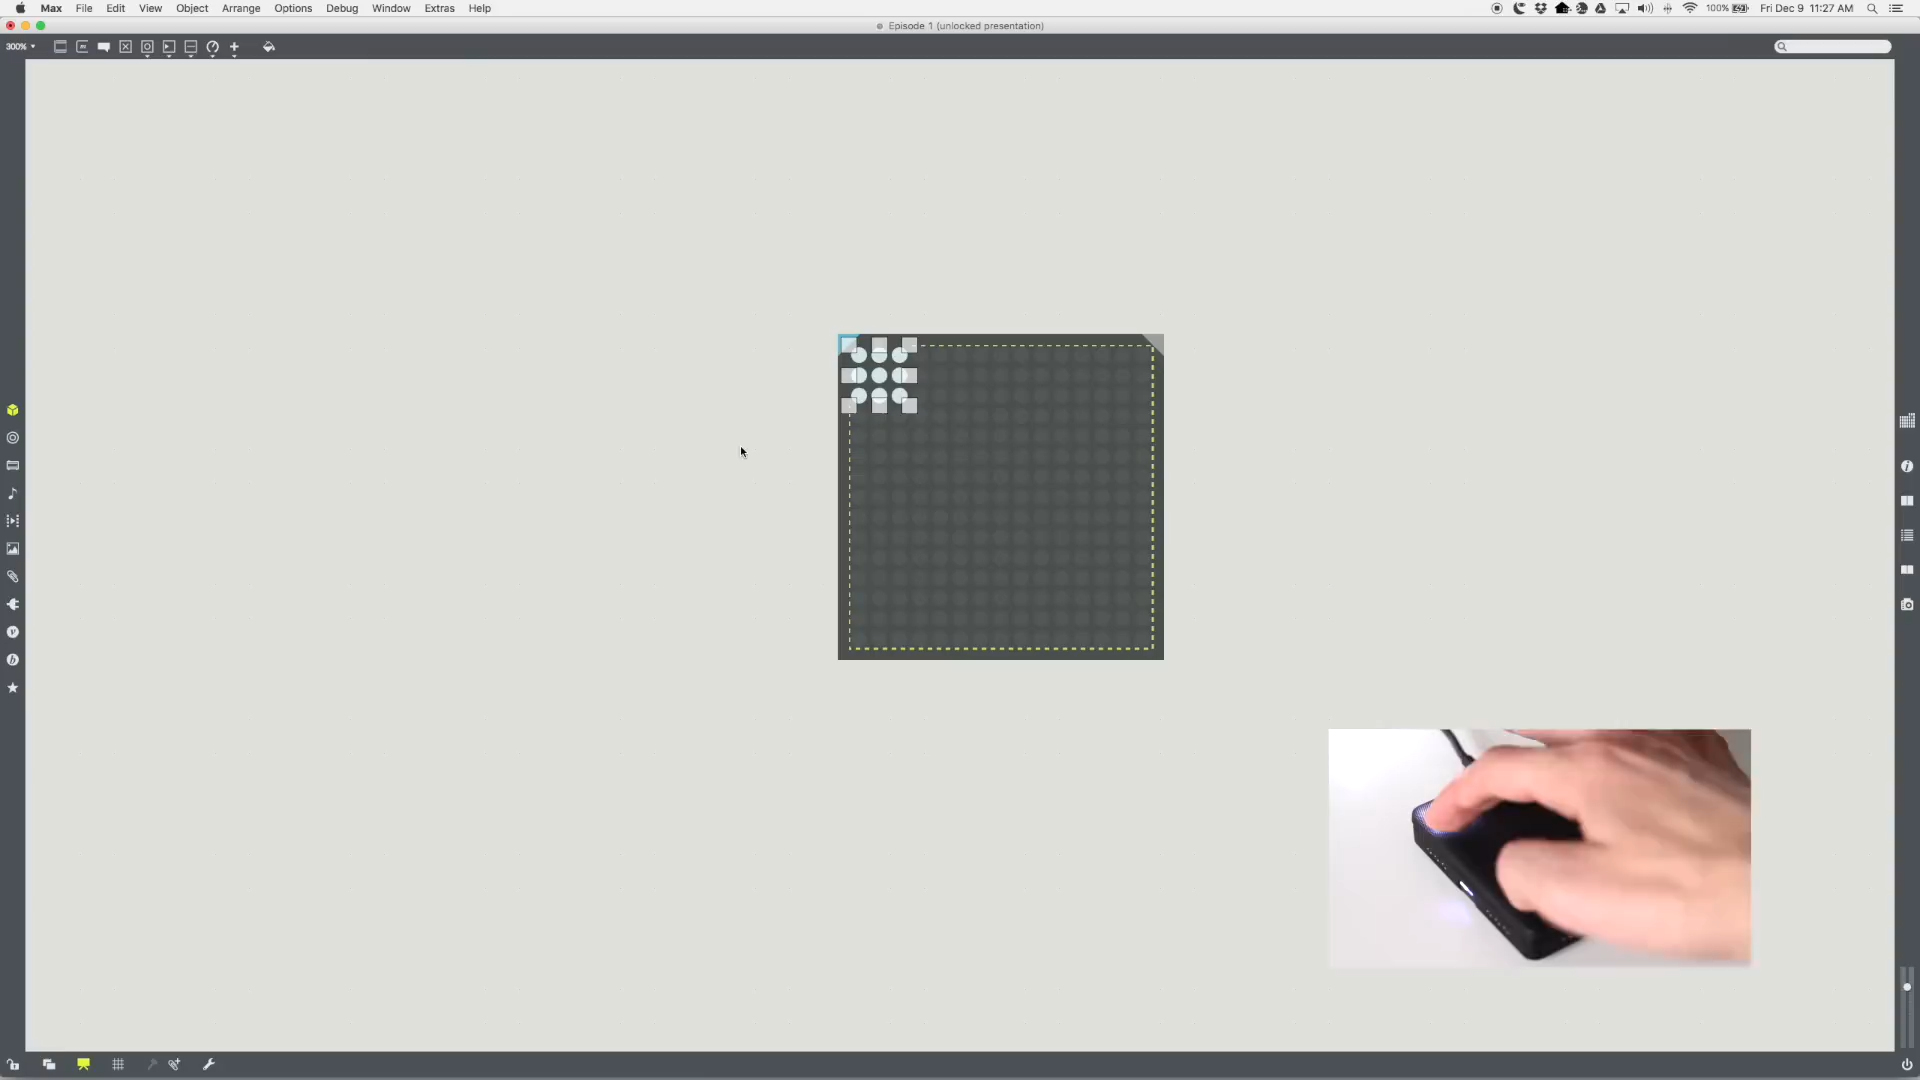 Max File Edit View Object Arrange Options Debug Window Extras Help 100% Fri Dec 9 11:27 AM
Episode 1 (unlocked presentation)
300%